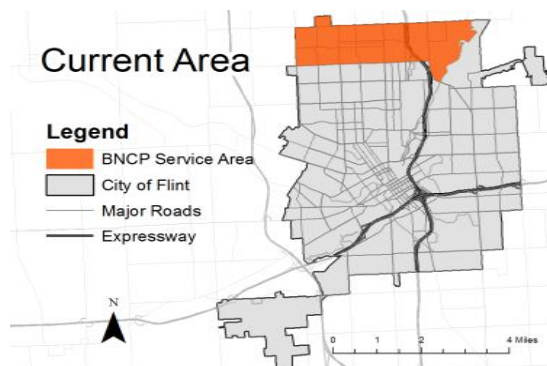 Current Area
Legend
BNCP Service Area
City of Flint
Major Roads
Expressway
N
0 1 2 4 Miles